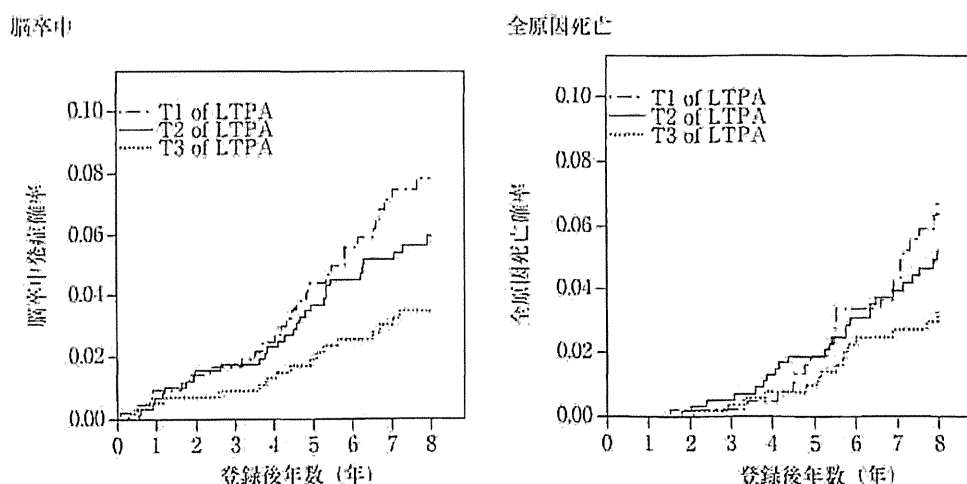 脳卒中
0.10
0.08
0.06
0.04
0.02
0.00
脳卒中発症確率
T1 of LTPA
T2 of LTPA
T3 of LTPA
0 1 2 3 4 5 6 7 8
登録後年数 (年)
全原因死亡
0.10
0.08
0.06
0.04
0.02
0.00
全原因死亡確率
T1 of LTPA
T2 of LTPA
T3 of LTPA
0 1 2 3 4 5 6 7 8
登録後年数 (年)